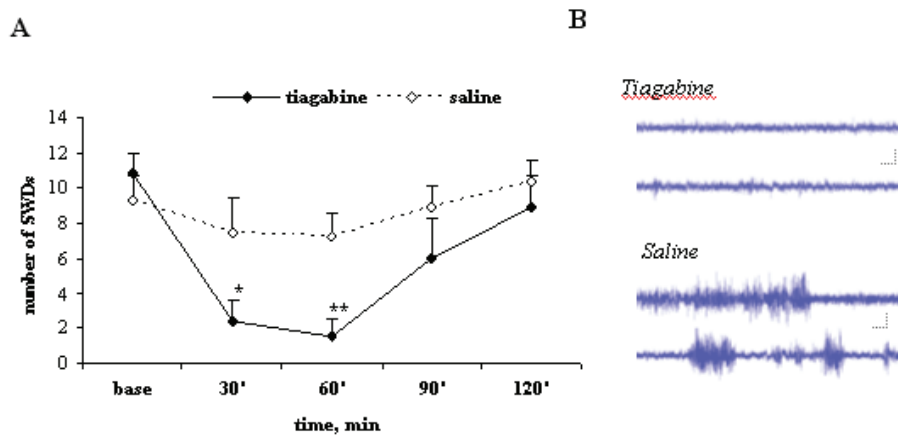 A
B
tiagabine saline
Tiagabine
Saline
number of SWDs
14
12
10
8
6
4
2
0
*
**
base 30' 60' 90' 120'
time, min